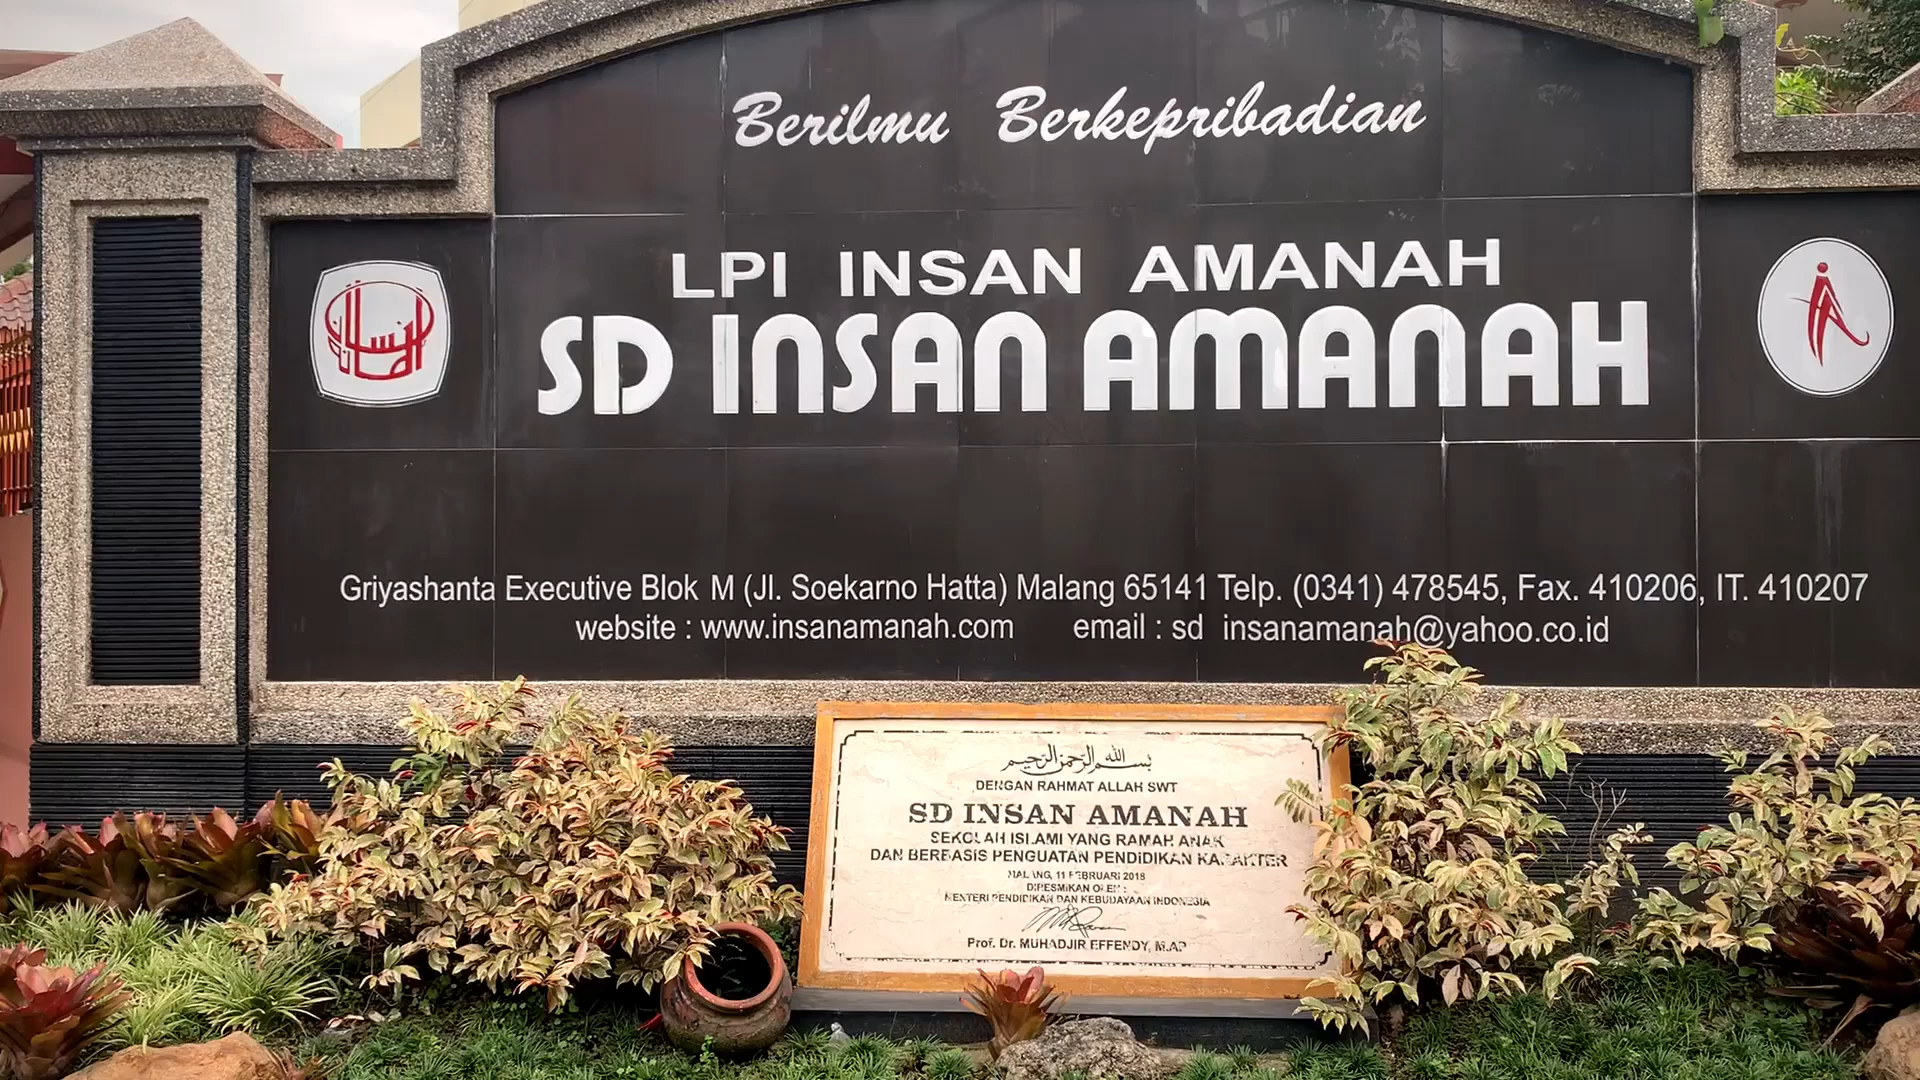 Berilmu Berkepribadian
LPI INSAN AMANAH
SD INSAN AMANAH
Griyashanta Executive Blok M (Jl. Soekarno Hatta) Malang 65141 Telp. (0341) 478545, Fax. 410206, IT. 410207
website : www.insanamanah.com email : sd insanamanah@yahoo.co.id
بسم الله الرحمن الرحيم
DENGAN RAHMAT ALLAH SWT
SD INSAN AMANAH
SEKOLAH ISLAMI YANG RAMAH ANAK
DAN BERBASIS PENGUATAN PENDIDIKAN KARAKTER
MALANG, 11 FEBRUARI 2018
DIRESMIKAN OLEH :
MENTERI PENDIDIKAN DAN KEBUDAYAAN INDONESIA
Prof. Dr. MUHADJIR EFFENDY, M.AP